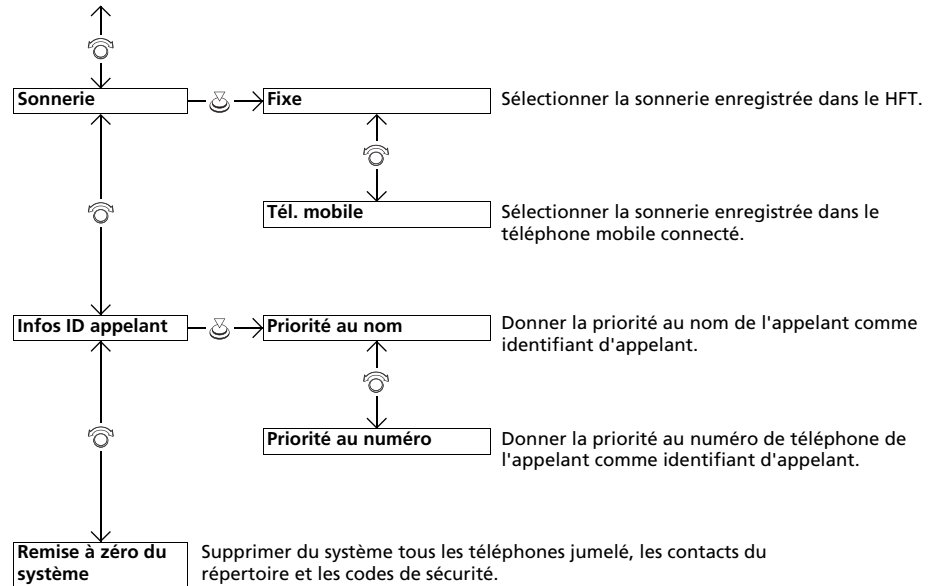 Sonnerie
Fixe
Sélectionner la sonnerie enregistrée dans le HFT.
Tél. mobile
Sélectionner la sonnerie enregistrée dans le
téléphone mobile connecté.
Infos ID appelant
Priorité au nom
Donner la priorité au nom de l'appelant comme
identifiant d'appelant.
Priorité au numéro
Donner la priorité au numéro de téléphone de
l'appelant comme identifiant d'appelant.
Remise à zéro du
système
Supprimer du système tous les téléphones jumelé, les contacts du
répertoire et les codes de sécurité.